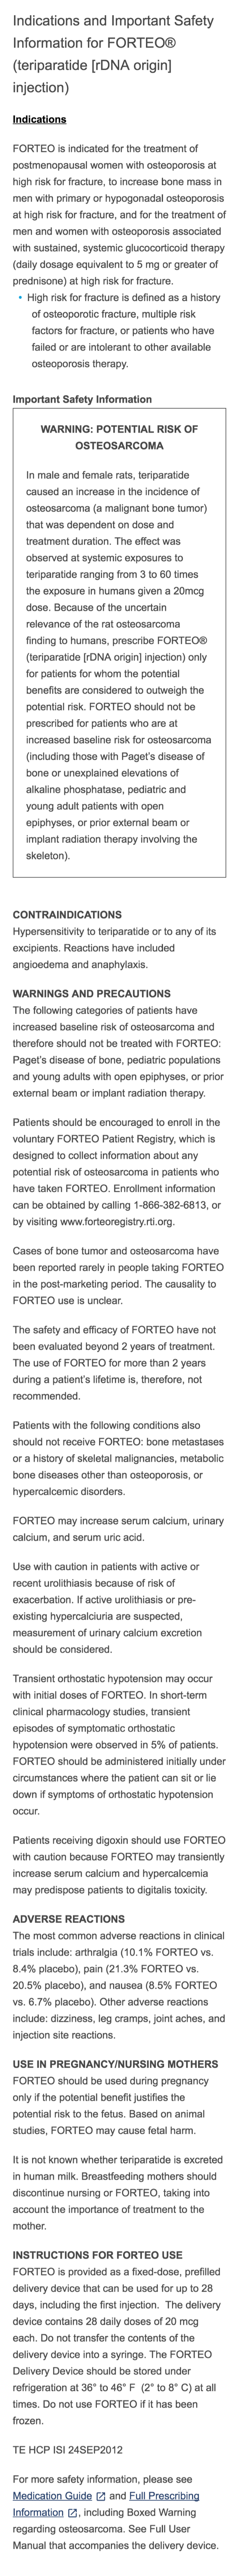 Indications and Important Safety
Information for FORTEO®
(teriparatide [rDNA origin]
injection)
Indications
FORTEO is indicated for the treatment of
postmenopausal women with osteoporosis at
high risk for fracture, to increase bone mass in
men with primary or hypogonadal osteoporosis
at high risk for fracture, and for the treatment of
men and women with osteoporosis associated
with sustained, systemic glucocorticoid therapy
(daily dosage equivalent to 5 mg or greater of
prednisone) at high risk for fracture.
• High risk for fracture is defined as a history
of osteoporotic fracture, multiple risk
factors for fracture, or patients who have
failed or are intolerant to other available
osteoporosis therapy.
Important Safety Information
WARNING: POTENTIAL RISK OF
OSTEOSARCOMA
In male and female rats, teriparatide
caused an increase in the incidence of
osteosarcoma (a malignant bone tumor)
that was dependent on dose and
treatment duration. The effect was
observed at systemic exposures to
teriparatide ranging from 3 to 60 times
the exposure in humans given a 20mcg
dose. Because of the uncertain
relevance of the rat osteosarcoma
finding to humans, prescribe FORTEO®
(teriparatide [rDNA origin] injection) only
for patients for whom the potential
benefits are considered to outweigh the
potential risk. FORTEO should not be
prescribed for patients who are at
increased baseline risk for osteosarcoma
(including those with Paget's disease of
bone or unexplained elevations of
alkaline phosphatase, pediatric and
young adult patients with open
epiphyses, or prior external beam or
implant radiation therapy involving the
skeleton).
CONTRAINDICATIONS
Hypersensitivity to teriparatide or to any of its
excipients. Reactions have included
angioedema and anaphylaxis.
WARNINGS AND PRECAUTIONS
The following categories of patients have
increased baseline risk of osteosarcoma and
therefore should not be treated with FORTEO:
Paget's disease of bone, pediatric populations
and young adults with open epiphyses, or prior
external beam or implant radiation therapy.
Patients should be encouraged to enroll in the
voluntary FORTEO Patient Registry, which is
designed to collect information about any
potential risk of osteosarcoma in patients who
have taken FORTEO. Enrollment information
can be obtained by calling 1-866-382-6813, or
by visiting www.forteoregistry.rti.org.
Cases of bone tumor and osteosarcoma have
been reported rarely in people taking FORTEO
in the post-marketing period. The causality to
FORTEO use is unclear.
The safety and efficacy of FORTEO have not
been evaluated beyond 2 years of treatment.
The use of FORTEO for more than 2 years
during a patient's lifetime is, therefore, not
recommended.
Patients with the following conditions also
should not receive FORTEO: bone metastases
or a history of skeletal malignancies, metabolic
bone diseases other than osteoporosis, or
hypercalcemic disorders.
FORTEO may increase serum calcium, urinary
calcium, and serum uric acid.
Use with caution in patients with active or
recent urolithiasis because of risk of
exacerbation. If active urolithiasis or pre-
existing hypercalciuria are suspected,
measurement of urinary calcium excretion
should be considered.
Transient orthostatic hypotension may occur
with initial doses of FORTEO. In short-term
clinical pharmacology studies, transient
episodes of symptomatic orthostatic
hypotension were observed in 5% of patients.
FORTEO should be administered initially under
circumstances where the patient can sit or lie
down if symptoms of orthostatic hypotension
occur.
Patients receiving digoxin should use FORTEO
with caution because FORTEO may transiently
increase serum calcium and hypercalcemia
may predispose patients to digitalis toxicity.
ADVERSE REACTIONS
The most common adverse reactions in clinical
trials include: arthralgia (10.1% FORTEO vs.
8.4% placebo), pain (21.3% FORTEO vs.
20.5% placebo), and nausea (8.5% FORTEO
vs. 6.7% placebo). Other adverse reactions
include: dizziness, leg cramps, joint aches, and
injection site reactions.
USE IN PREGNANCY/NURSING MOTHERS
FORTEO should be used during pregnancy
only if the potential benefit justifies the
potential risk to the fetus. Based on animal
studies, FORTEO may cause fetal harm.
It is not known whether teriparatide is excreted
in human milk. Breastfeeding mothers should
discontinue nursing or FORTEO, taking into
account the importance of treatment to the
mother.
INSTRUCTIONS FOR FORTEO USE
FORTEO is provided as a fixed-dose, prefilled
delivery device that can be used for up to 28
days, including the first injection. The delivery
device contains 28 daily doses of 20 mcg
each. Do not transfer the contents of the
delivery device into a syringe. The FORTEO
Delivery Device should be stored under
refrigeration at 36° to 46° F (2° to 8° C) at all
times. Do not use FORTEO if it has been
frozen.
TE HCP ISI 24SEP2012
For more safety information, please see
Medication Guide and Full Prescribing
Information, including Boxed Warning
regarding osteosarcoma. See Full User
Manual that accompanies the delivery device.